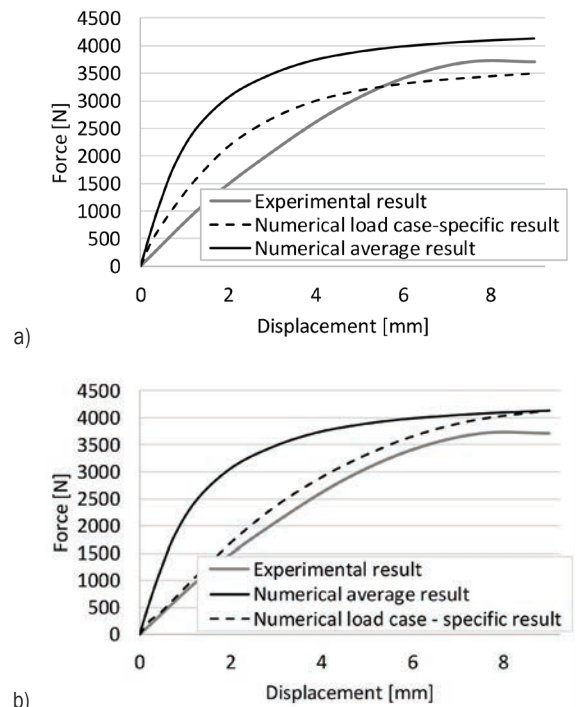 4500
4000
3500
3000
2500
2000
1500
1000
500
0
Force [N]
Experimental result
Numerical load case-specific result
Numerical average result
0 2 4 6 8
Displacement [mm]
a)
4500
4000
3500
3000
2500
2000
1500
1000
500
0
Force [N]
Experimental result
Numerical average result
Numerical load case - specific result
0 2 4 6 8
Displacement [mm]
b)